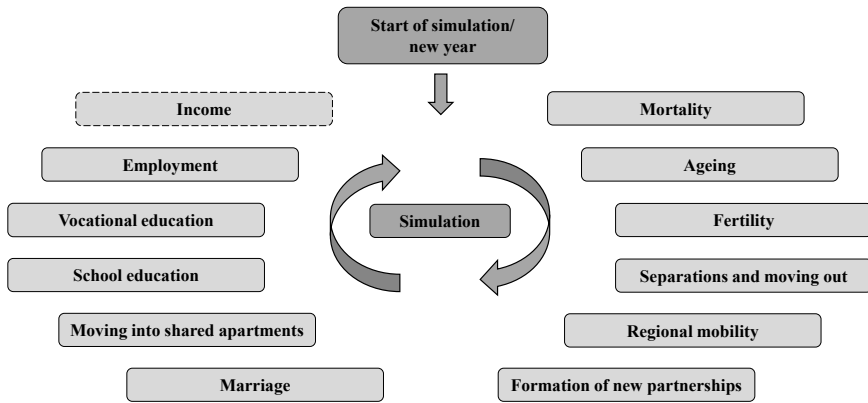 Start of simulation/
new year
Income
Mortality
Employment
Ageing
Vocational education
Simulation
Fertility
School education
Separations and moving out
Moving into shared apartments
Regional mobility
Marriage
Formation of new partnerships